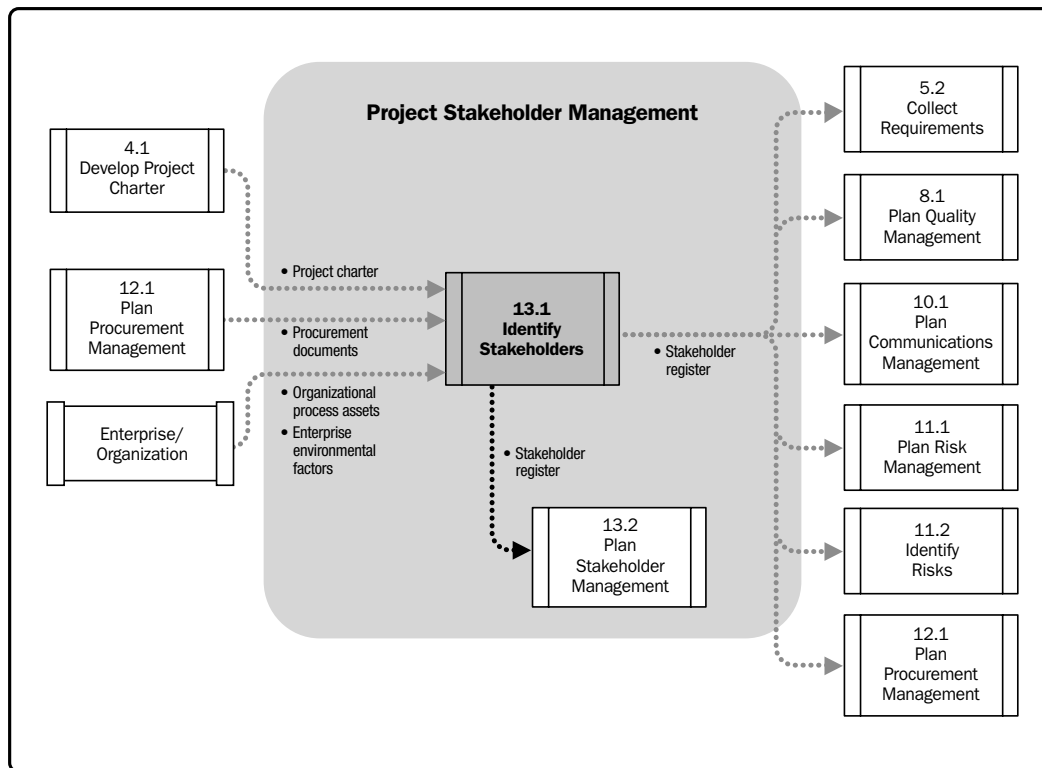 Project Stakeholder Management
4.1
Develop Project
Charter
12.1
Plan
Procurement
Management
Enterprise/
Organization
• Project charter
• Procurement
documents
• Organizational
process assets
• Enterprise
environmental
factors
13.1
Identify
Stakeholders
• Stakeholder
register
• Stakeholder
register
13.2
Plan
Stakeholder
Management
5.2
Collect
Requirements
8.1
Plan Quality
Management
10.1
Plan
Communications
Management
11.1
Plan Risk
Management
11.2
Identify
Risks
12.1
Plan
Procurement
Management